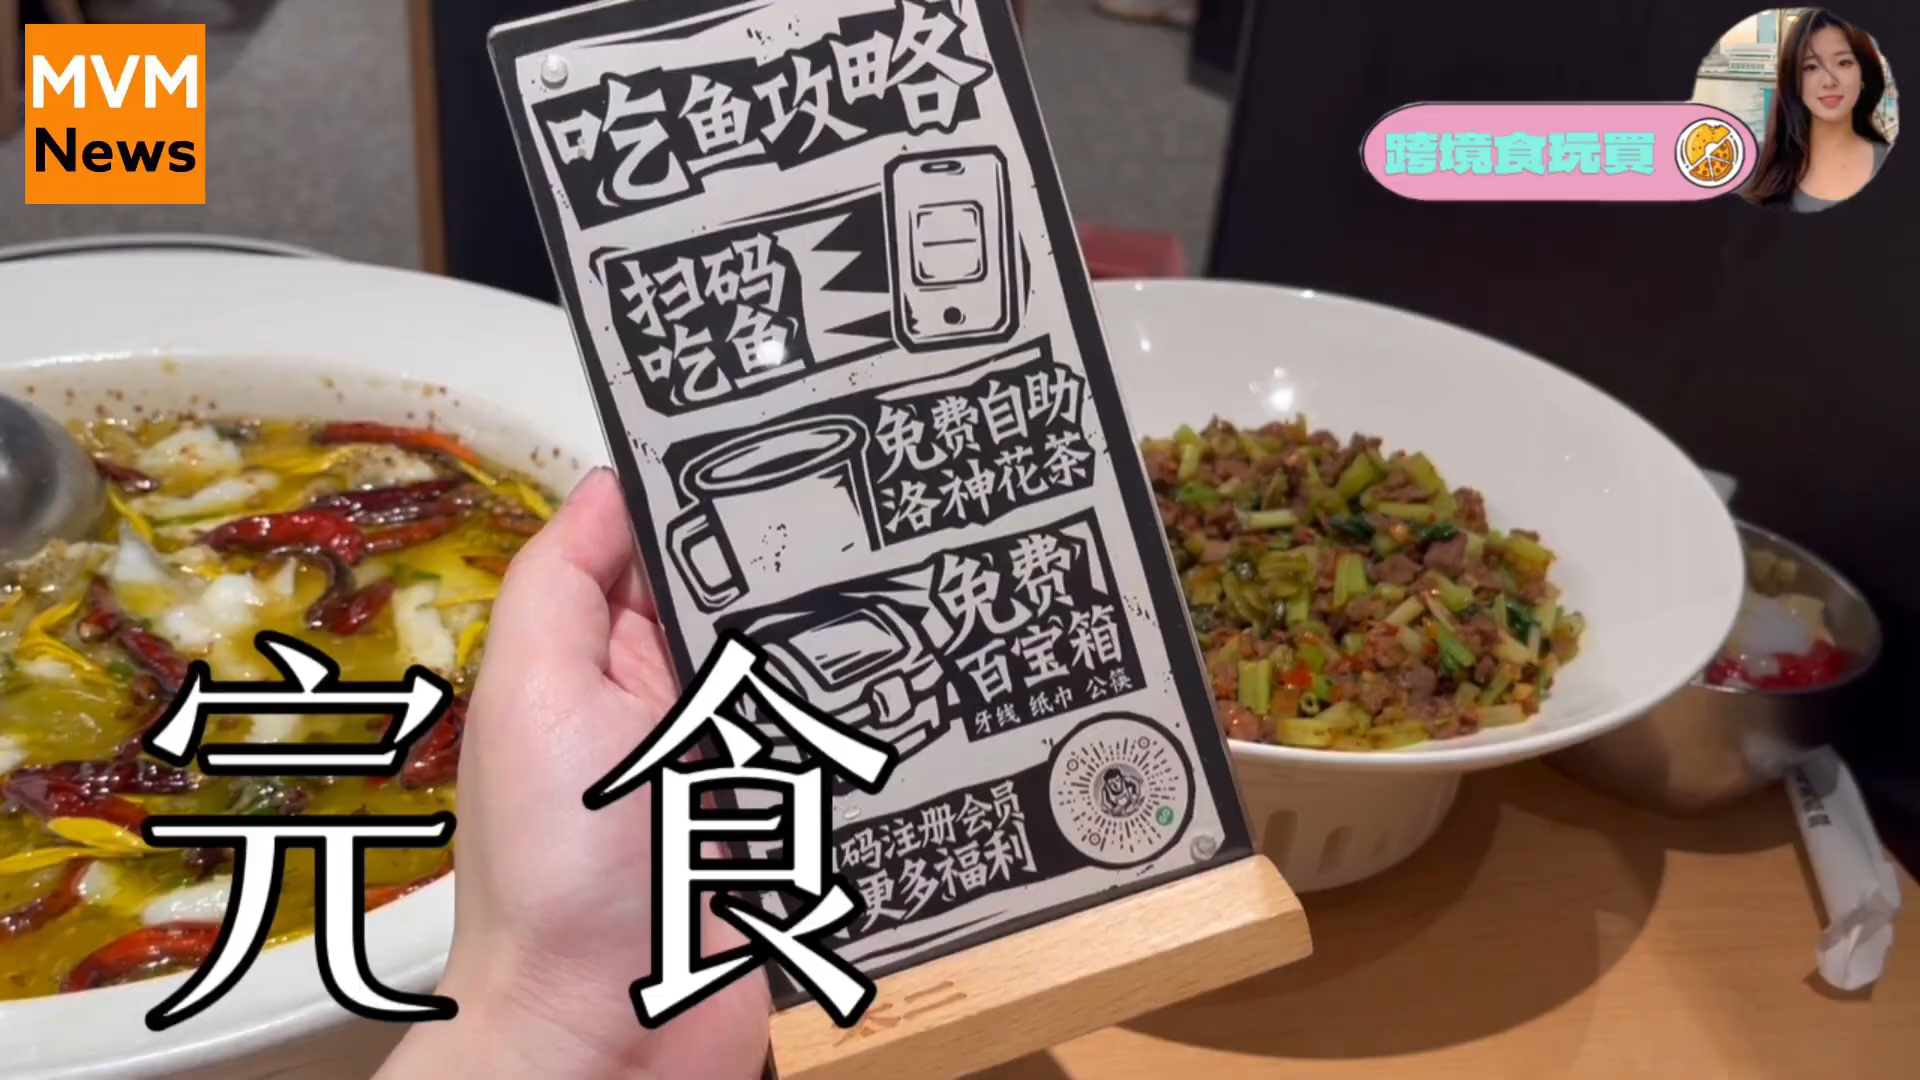 MVM
News
跨境食玩買
吃鱼攻略
扫码
吃鱼
免费自助
洛神花茶
免费
百宝箱
牙线 纸巾 公筷
码注册会员
更多福利
完食